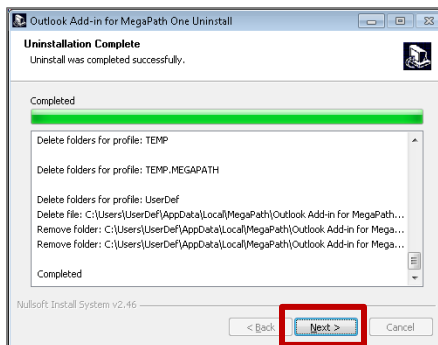 Outlook Add-in for MegaPath One Uninstall
Uninstallation Complete
Uninstall was completed successfully.
Completed
Delete folders for profile: TEMP
Delete folders for profile: TEMP.MEGAPATH
Delete folders for profile: UserDef
Delete file: C:\Users\UserDef\AppData\Local\MegaPath\Outlook Add-in for MegaPath...
Remove folder: C:\Users\UserDef\AppData\Local\MegaPath\Outlook Add-in for Mega...
Remove folder: C:\Users\UserDef\AppData\Local\MegaPath\Outlook Add-in for Mega...
Completed
Nullsoft Install System v2.46
< Back Next > Cancel